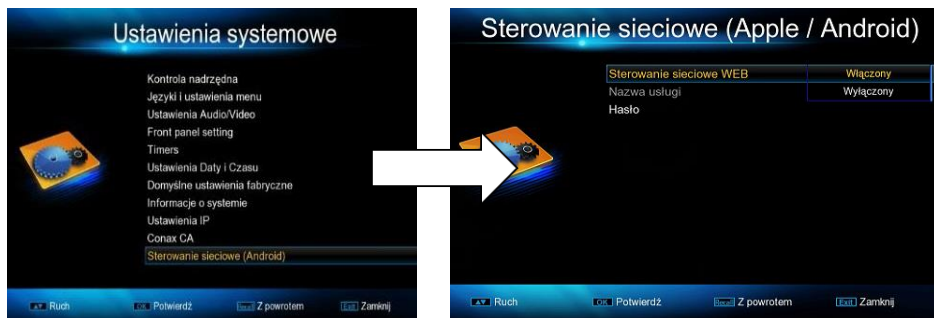 Ustawienia systemowe
Kontrola nadrzędna
Języki i ustawienia menu
Ustawienia Audio/Video
Front panel setting
Timers
Ustawienia Daty i Czasu
Domyślne ustawienia fabryczne
Informacje o systemie
Ustawienia IP
Conax CA
Sterowanie sieciowe (Android)
Ruch OK Potwierdź Recall Z powrotem Exit Zamknij
Sterowanie sieciowe (Apple / Android)
Sterowanie sieciowe WEB Włączony
Nazwa usługi Wyłączony
Hasło
Ruch OK Potwierdź Recall Z powrotem Exit Zamknij